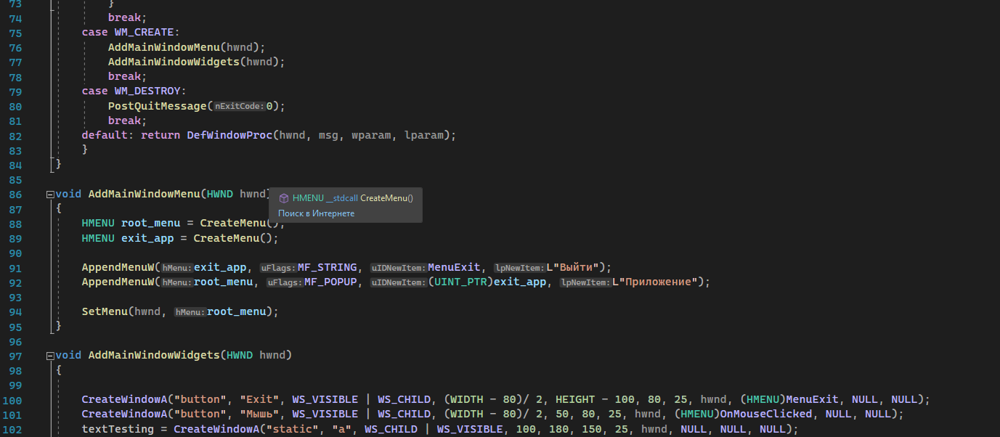 73 }
74 break;
75 case WM_CREATE:
76 AddMainWindowMenu(hwnd);
77 AddMainWindowWidgets(hwnd);
78 break;
79 case WM_DESTROY:
80 PostQuitMessage(nExitCode:0);
81 break;
82 default: return DefWindowProc(hwnd, msg, wparam, lparam);
83 }
84 }
85
86 void AddMainWindowMenu(HWND hwnd)
HMENU __stdcall CreateMenu()
87 {
Поиск в Интернете
88 HMENU root_menu = CreateMenu();
89 HMENU exit_app = CreateMenu();
90
91 AppendMenuW(hMenu:exit_app, uFlags:MF_STRING, uIDNewItem:MenuExit, lpNewItem:L"Выйти");
92 AppendMenuW(hMenu:root_menu, uFlags:MF_POPUP, uIDNewItem:(UINT_PTR)exit_app, lpNewItem:L"Приложение");
93
94 SetMenu(hwnd, hMenu:root_menu);
95 }
96
97 void AddMainWindowWidgets(HWND hwnd)
98 {
99
100 CreateWindowA("button", "Exit", WS_VISIBLE | WS_CHILD, (WIDTH - 80)/ 2, HEIGHT - 100, 80, 25, hwnd, (HMENU)MenuExit, NULL, NULL);
101 CreateWindowA("button", "Мышь", WS_VISIBLE | WS_CHILD, (WIDTH - 80)/ 2, 50, 80, 25, hwnd, (HMENU)OnMouseClicked, NULL, NULL);
102 textTesting = CreateWindowA("static", "a", WS_CHILD | WS_VISIBLE, 100, 180, 150, 25, hwnd, NULL, NULL, NULL);